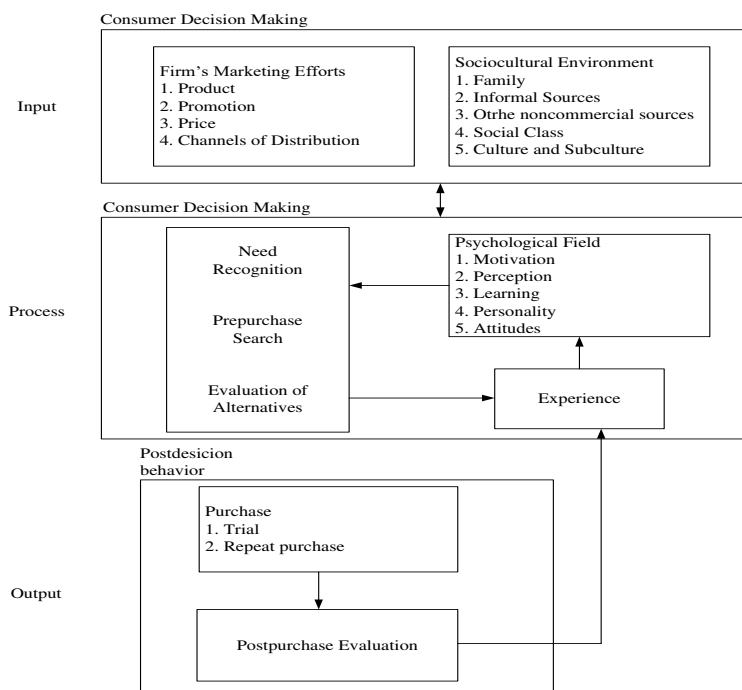 Consumer Decision Making
Input
Firm's Marketing Efforts
1. Product
2. Promotion
3. Price
4. Channels of Distribution
Sociocultural Environment
1. Family
2. Informal Sources
3. Otrhe noncommercial sources
4. Social Class
5. Culture and Subculture
Consumer Decision Making
Process
Need
Recognition
Prepurchase
Search
Evaluation of
Alternatives
Psychological Field
1. Motivation
2. Perception
3. Learning
4. Personality
5. Attitudes
Experience
Postdesicion
behavior
Output
Purchase
1. Trial
2. Repeat purchase
Postpurchase Evaluation